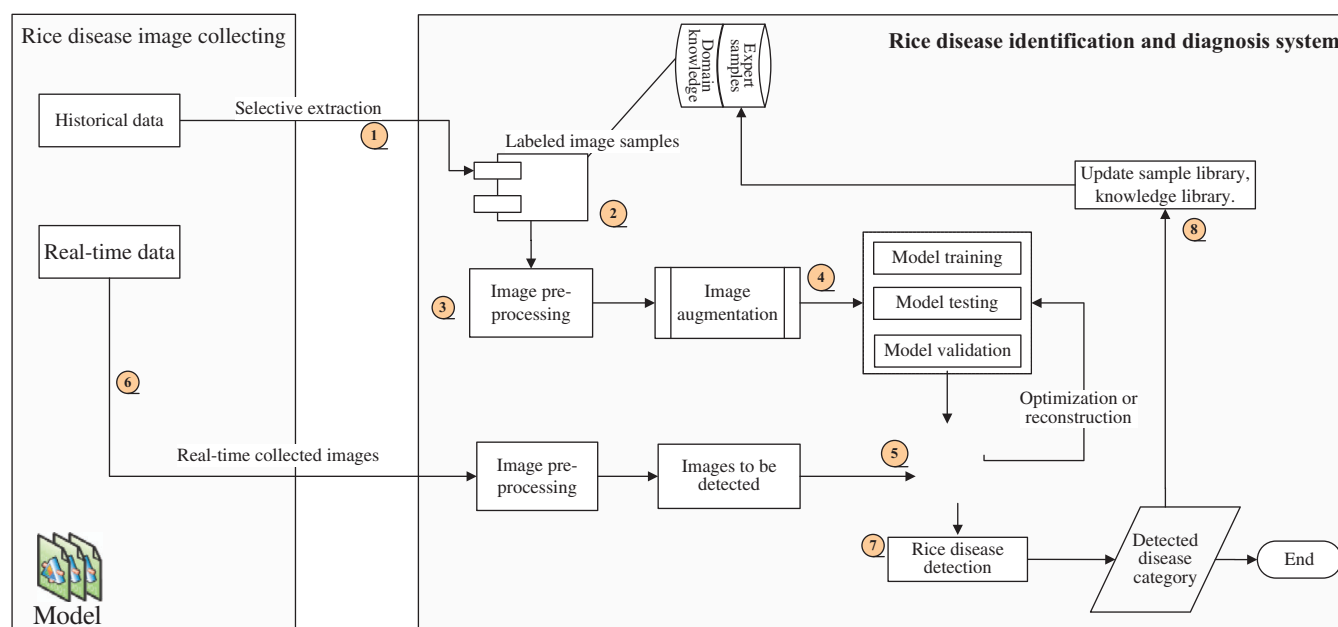 Rice disease image collecting
Rice disease identification and diagnosis system
Expert
samples
Domain
knowledge
Historical data
Selective extraction
1
Labeled image samples
2
Update sample library,
knowledge library.
8
Real-time data
Model training
Model testing
Model validation
3
Image pre-
processing
Image
augmentation
4
6
Optimization or
reconstruction
Real-time collected images
Image pre-
processing
Images to be
detected
5
7
Rice disease
detection
Detected
disease
category
End
Model